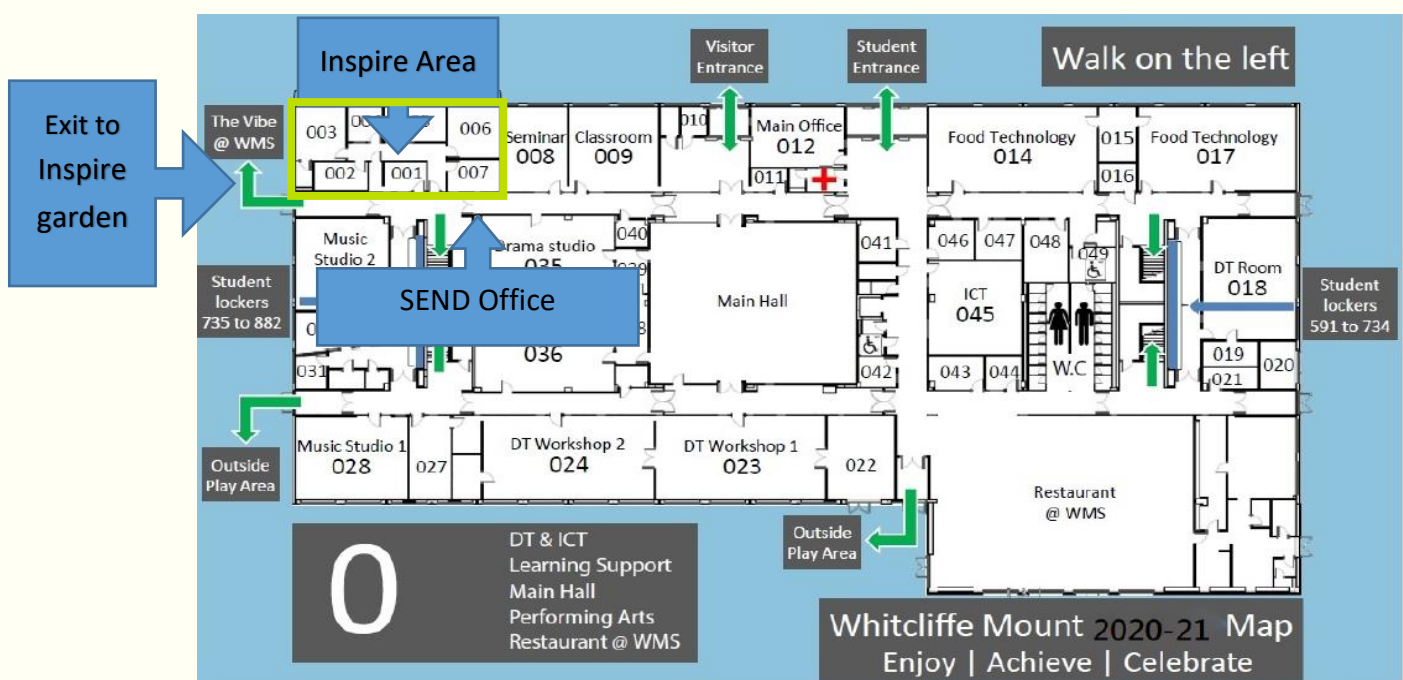 Inspire Area
Exit to
Inspire
garden
SEND Office
Visitor
Entrance
Student
Entrance
Walk on the left
The Vibe
@ WMS
003
006
002
001
007
Seminar
008
Classroom
009
010
Main Office
012
011
Food Technology
014
015
016
Food Technology
017
Music
Studio 2
Drama studio
035
040
036
Main Hall
041
042
046
047
048
049
ICT
045
043
044
W.C
DT Room
018
019
021
020
Student
lockers
735 to 882
Student
lockers
591 to 734
031
Outside
Play Area
Music Studio 1
028
027
DT Workshop 2
024
DT Workshop 1
023
022
Outside
Play Area
Restaurant
@ WMS
0
DT & ICT
Learning Support
Main Hall
Performing Arts
Restaurant @ WMS
Whitcliffe Mount 2020-21 Map
Enjoy | Achieve | Celebrate